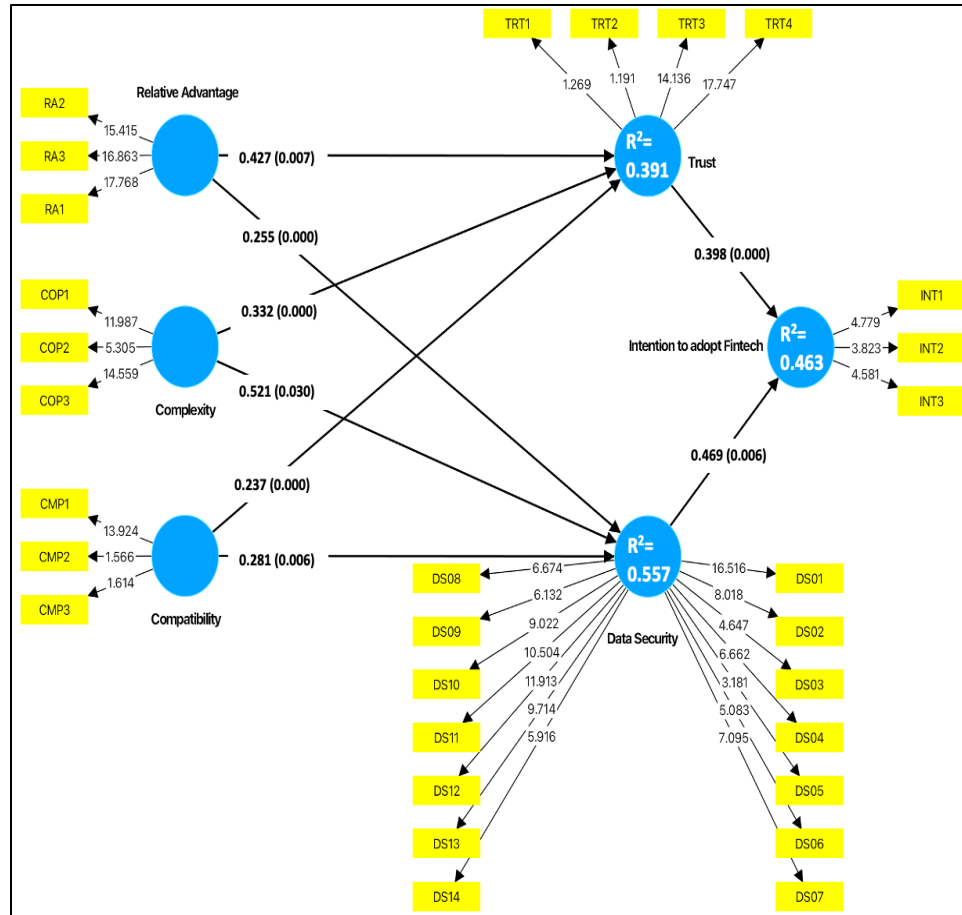 TRT1
TRT2
TRT3
TRT4
1.269
1.191
14.136
17.747
Relative Advantage
RA2
RA3
RA1
15.415
16.863
17.768
0.427 (0.007)
R²=
0.391
Trust
0.255 (0.000)
0.398 (0.000)
COP1
COP2
COP3
11.987
5.305
14.559
0.332 (0.000)
Complexity
0.521 (0.030)
Intention to adopt Fintech
R²=
0.463
4.779
3.823
4.581
INT1
INT2
INT3
0.469 (0.006)
0.237 (0.000)
CMP1
CMP2
CMP3
13.924
1.566
1.614
Compatibility
0.281 (0.006)
R²=
0.557
Data Security
DS08
DS09
DS10
DS11
DS12
DS13
DS14
6.674
6.132
9.022
10.504
11.913
9.714
5.916
16.516
8.018
4.647
6.662
3.181
5.083
7.095
DS01
DS02
DS03
DS04
DS05
DS06
DS07